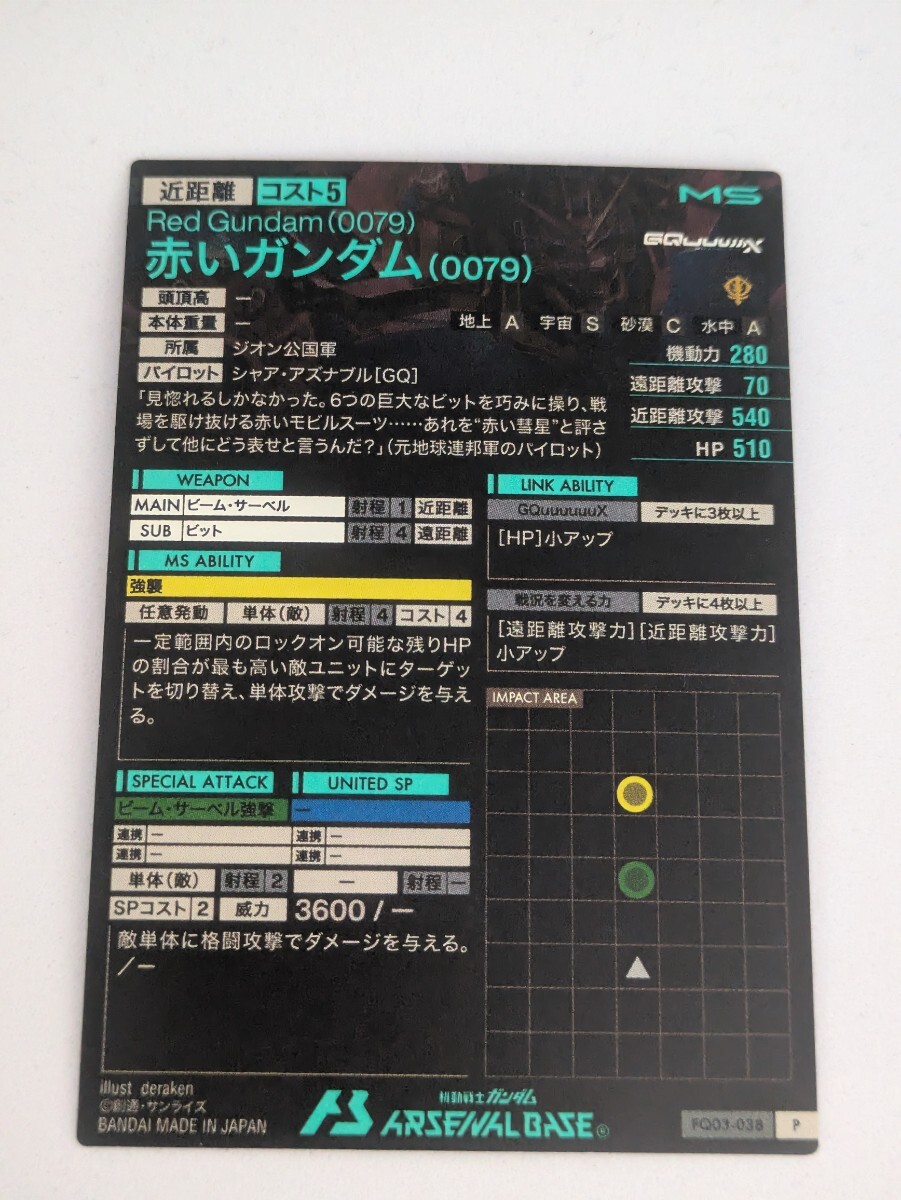 近距離 コスト5 MS
Red Gundam(0079)
赤いガンダム(0079)
GQuuuuuuX
頭頂高 ー
本体重量 ー
地上 A 宇宙 S 砂漠 C 水中 A
所属 ジオン公国軍
パイロット シャア・アズナブル[GQ]
機動力 280
遠距離攻撃 70
近距離攻撃 540
HP 510
「見惚れるしかなかった。6つの巨大なビットを巧みに操り、戦
場を駆け抜ける赤いモビルスーツ……あれを“赤い彗星”と評さ
ずして他にどう表せと言うんだ?」(元地球連邦軍のパイロット)
WEAPON
MAIN ビーム・サーベル 射程 1 近距離
SUB ビット 射程 4 遠距離
MS ABILITY
強襲
任意発動 単体(敵) 射程 4 コスト 4
一定範囲内のロックオン可能な残りHP
の割合が最も高い敵ユニットにターゲッ
トを切り替え、単体攻撃でダメージを与え
る。
LINK ABILITY
GQuuuuuuX デッキに3枚以上
[HP]小アップ
戦況を変える力 デッキに4枚以上
[遠距離攻撃力][近距離攻撃力]
小アップ
IMPACT AREA
SPECIAL ATTACK UNITED SP
ビーム・サーベル強撃 ー
連携 ー 連携 ー
連携 ー 連携 ー
単体(敵) 射程 2 ー 射程 ー
SPコスト 2 威力 3600 / ー
敵単体に格闘攻撃でダメージを与える。
/ー
illust deraken
©創通・サンライズ
BANDAI MADE IN JAPAN
AB 機動戦士ガンダム
ARSENAL BASE®
FQ03-038 P